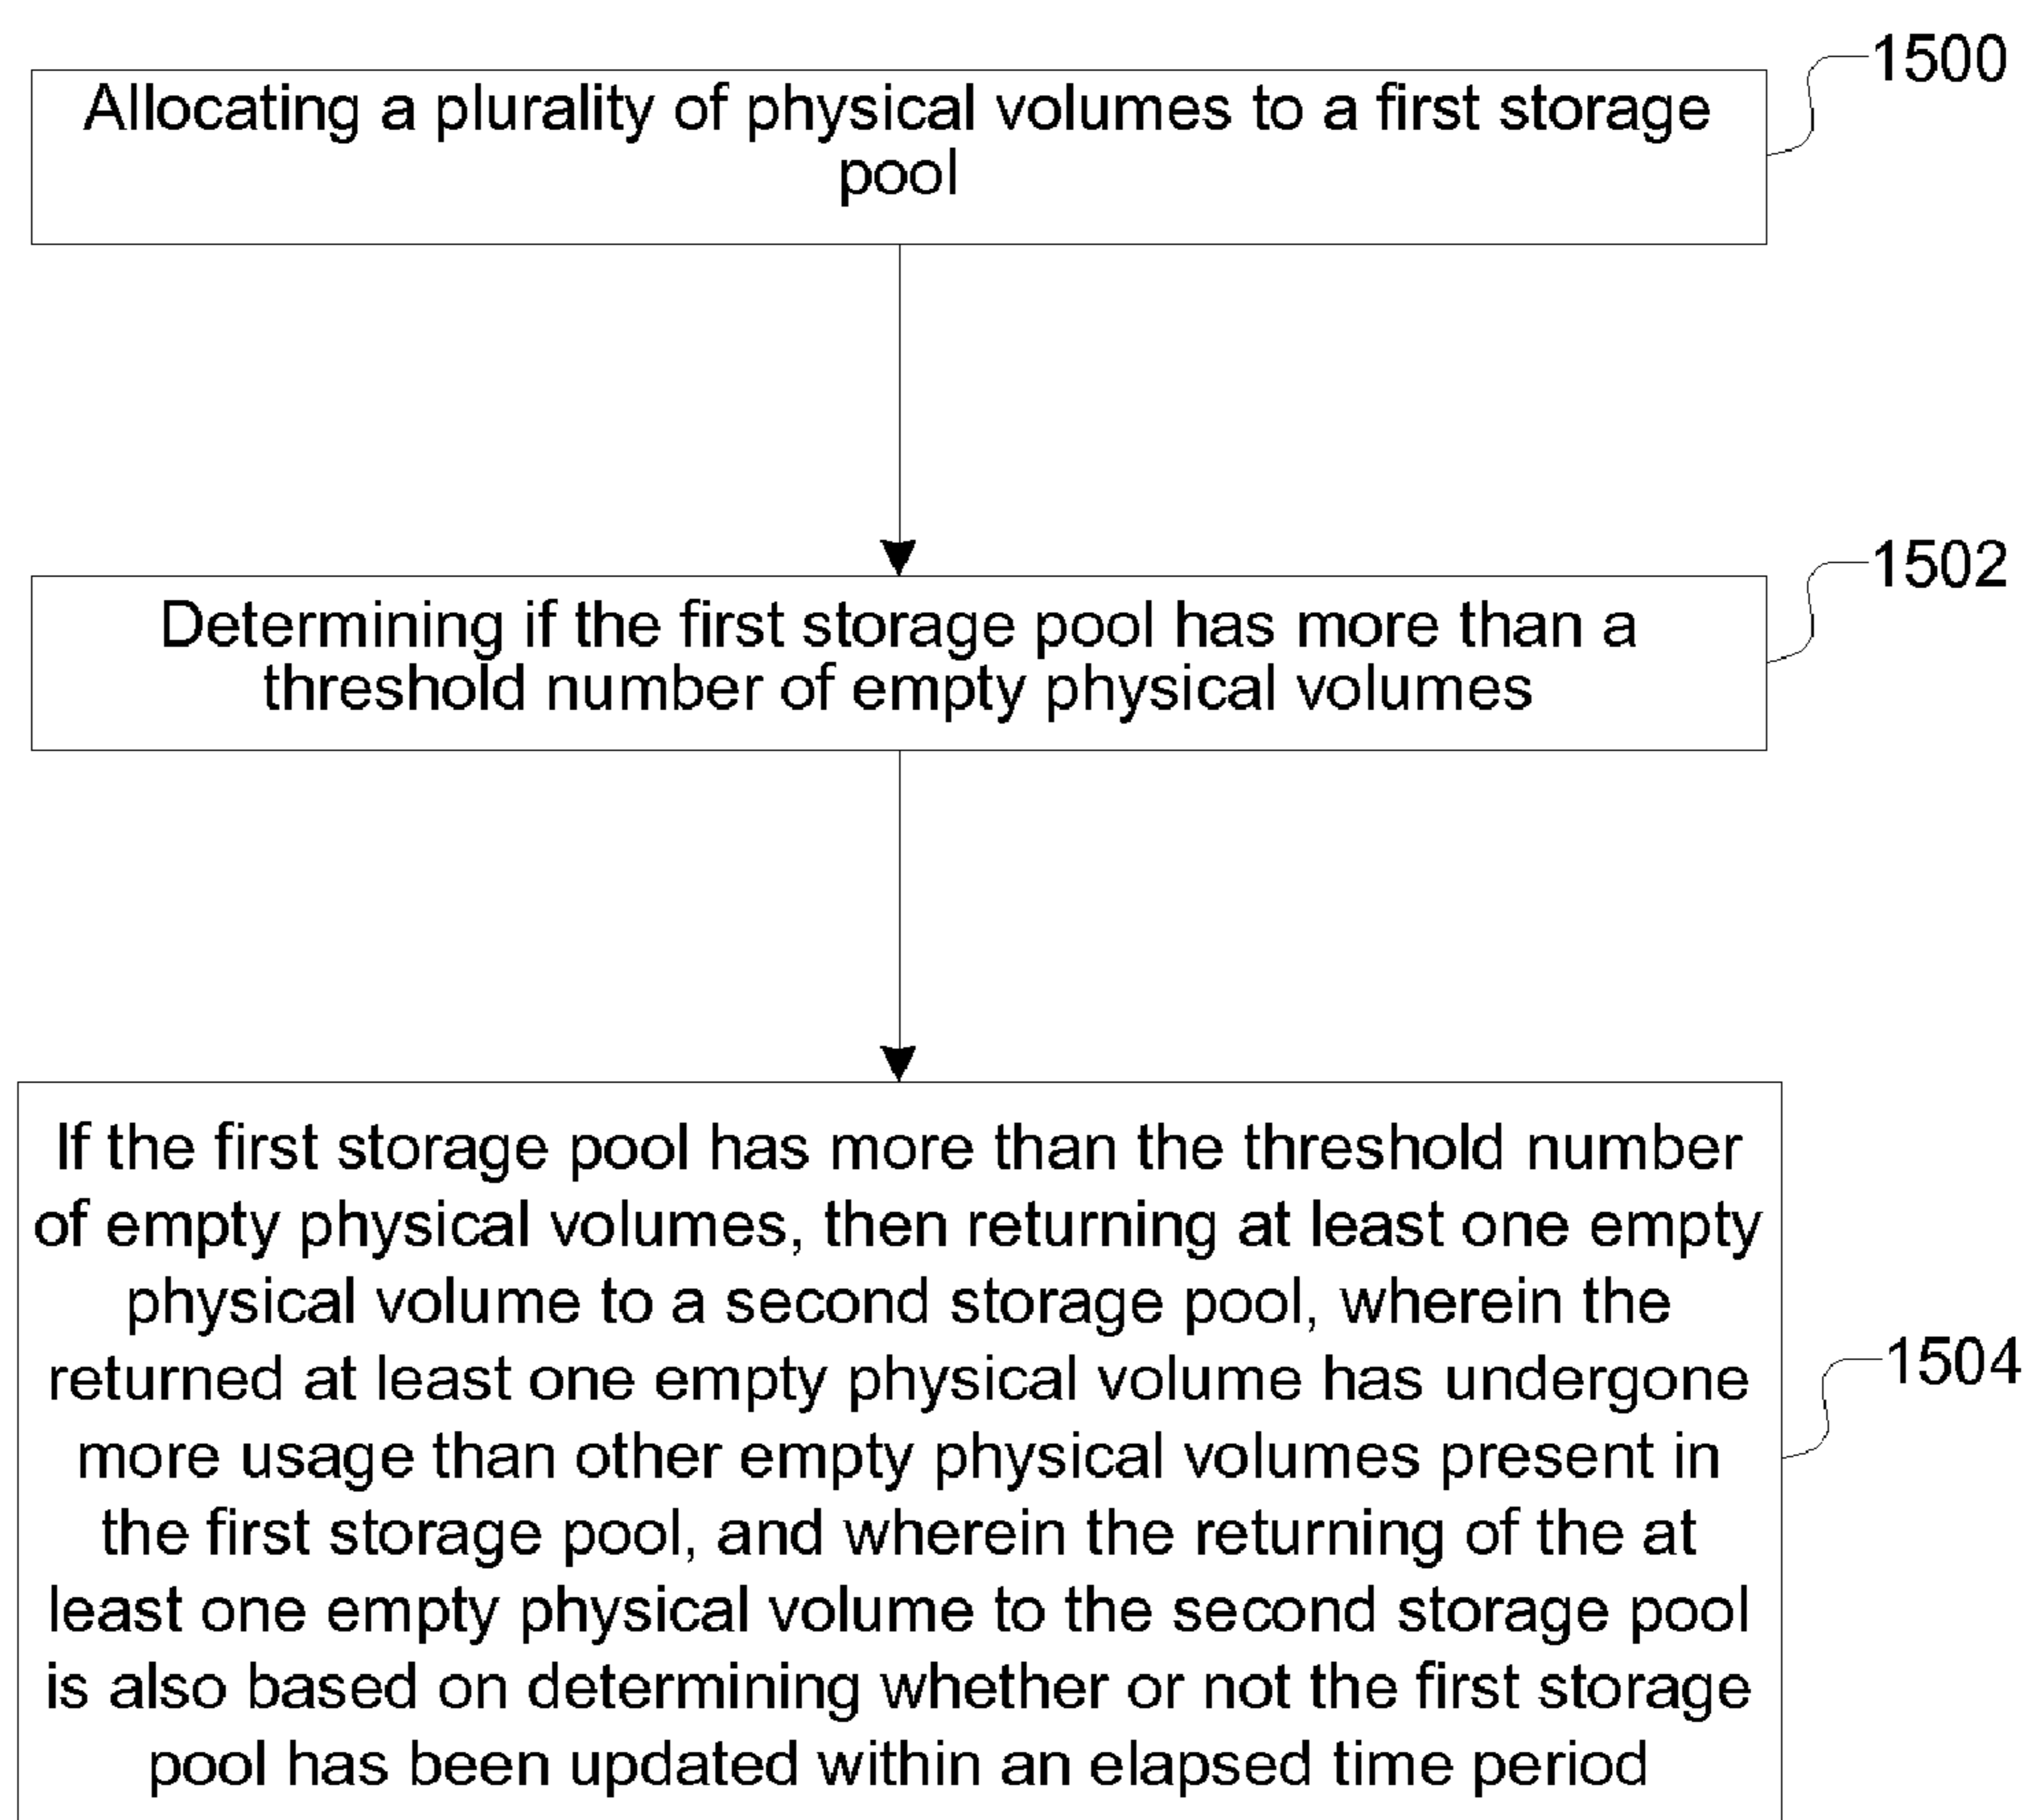 1500
Allocating a plurality of physical volumes to a first storage
pool
1502
Determining if the first storage pool has more than a
threshold number of empty physical volumes
If the first storage pool has more than the threshold number
of empty physical volumes, then returning at least one empty
physical volume to a second storage pool, wherein the
returned at least one empty physical volume has undergone
more usage than other empty physical volumes present in
the first storage pool, and wherein the returning of the at
least one empty physical volume to the second storage pool
is also based on determining whether or not the first storage
pool has been updated within an elapsed time period
1504